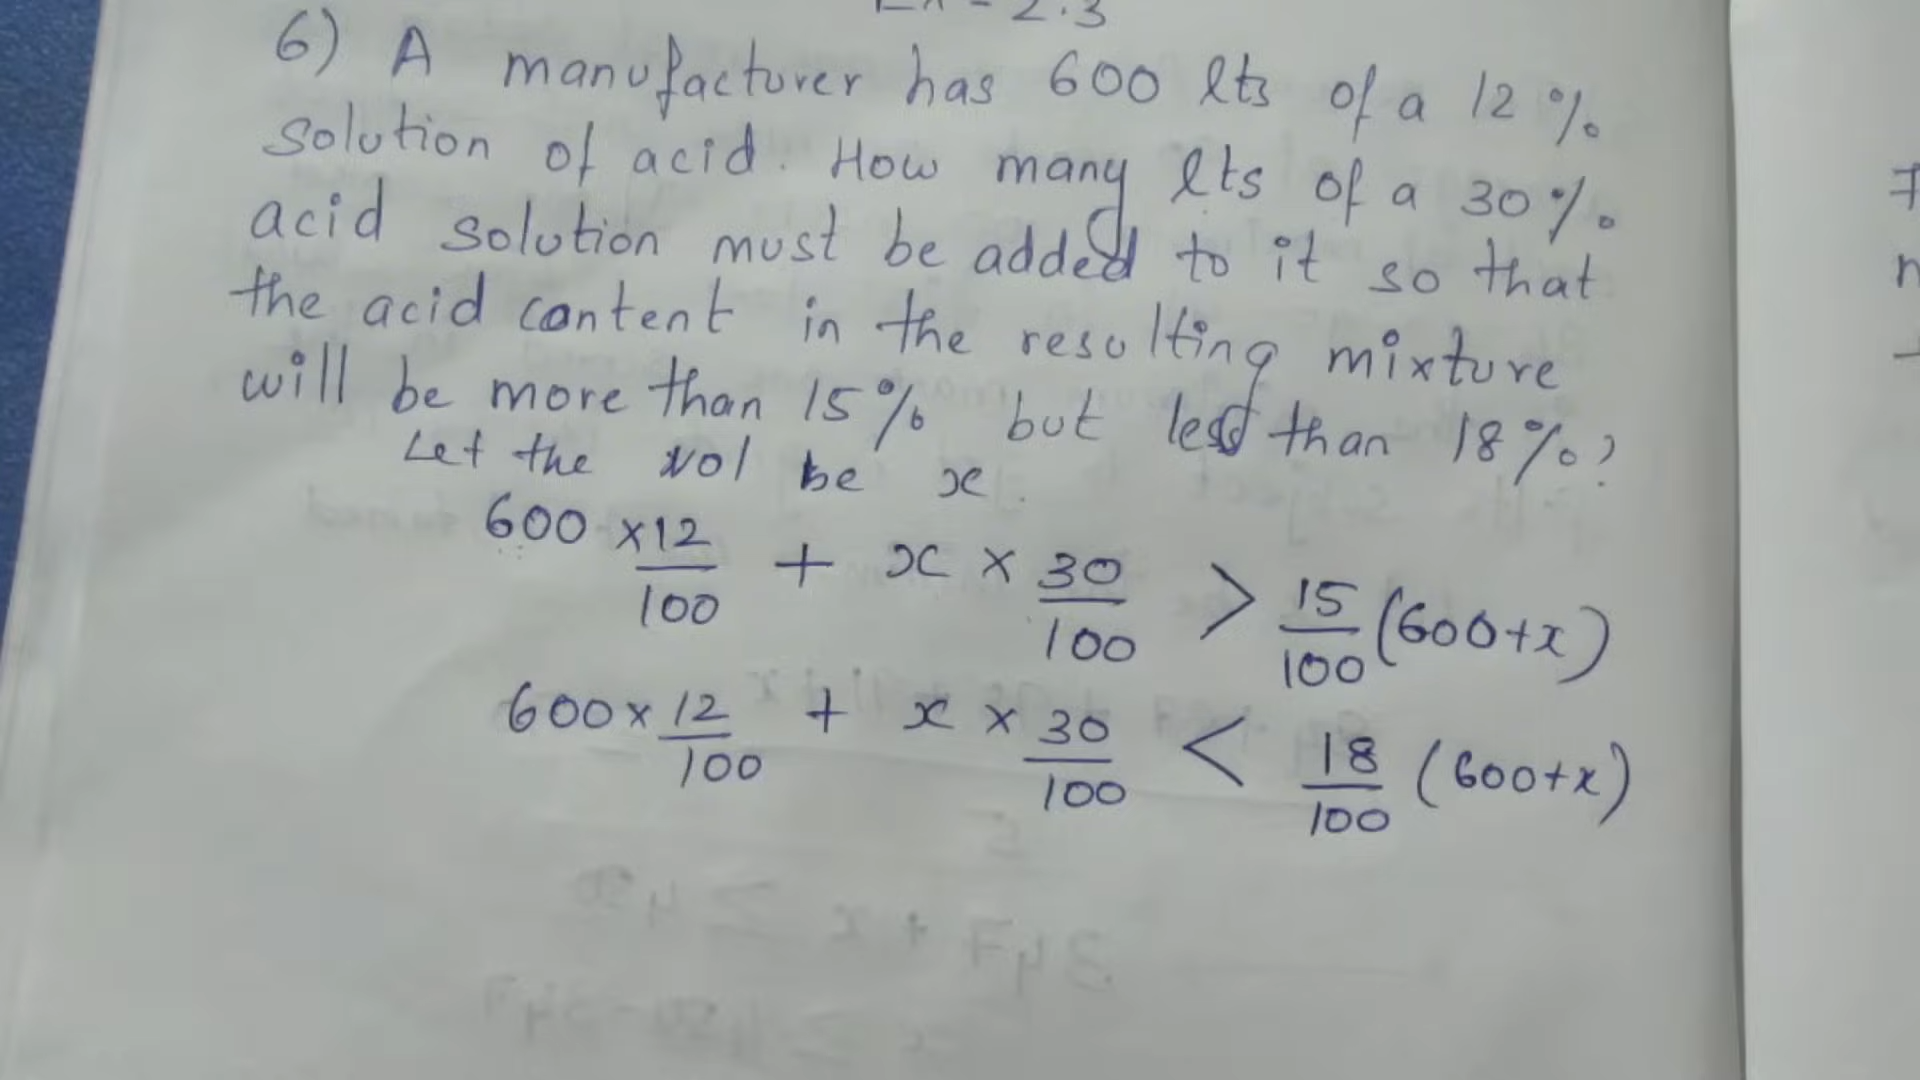 Ex - 2.3
6) A manufacturer has 600 lts of a 12%
solution of acid. How many lts of a 30%
acid solution must be added to it so that
the acid content in the resulting mixture
will be more than 15% but less than 18%?
Let the vol be x.
600 × 12/100 + x × 30/100 > 15/100 (600+x)
600 × 12/100 + x × 30/100 < 18/100 (600+x)